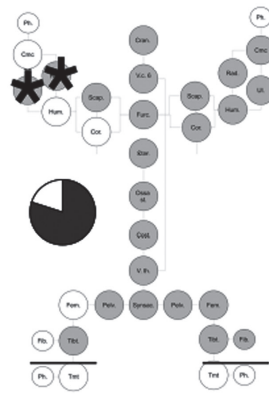 Ph.
Ph.
Cran.
Cmc
Cmc
V.c. 6
Rad.
Scap.
Scap.
Ul.
Hum.
Furc.
Hum.
Cor.
Cor.
Ster.
Ossa
st.
Cost.
V. th.
Fem.
Pelv.
Synsac.
Pelv.
Fem.
Fib.
Tibt.
Tibt.
Fib.
Ph.
Tmt
Tmt
Ph.